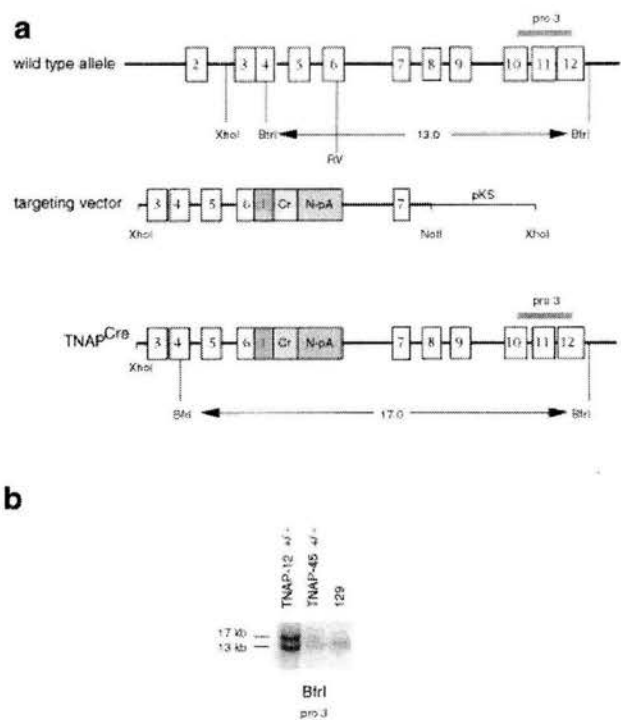 a
pro 3
wild type allele
2 3 4 5 6 7 8 9 10 11 12
XhoI BfrI 13.0 BfrI
RV
targeting vector
3 4 5 6 I Cr N-pA 7 pKS
XhoI NotI XhoI
pro 3
TNAP^Cre
3 4 5 6 I Cr N-pA 7 8 9 10 11 12
XhoI
BfrI 17.0 BfrI
b
TNAP-12 +/-
TNAP-45 +/-
129
17 kb
13 kb
BfrI
pro 3